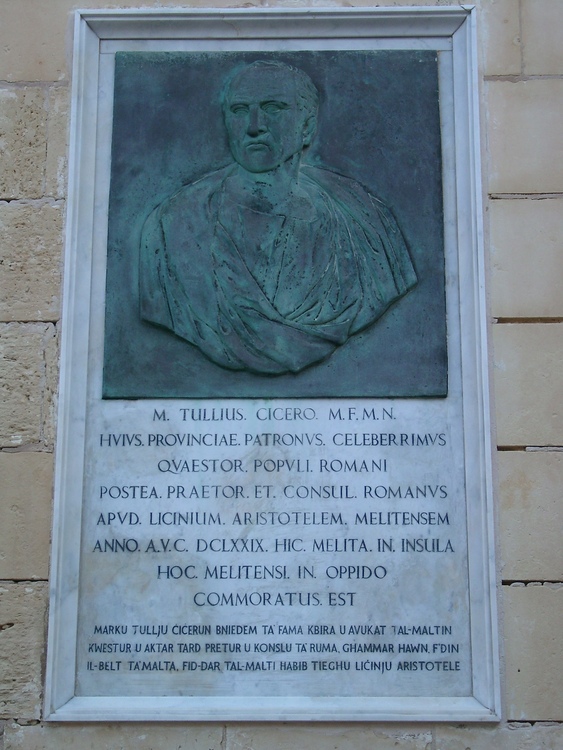 M. TULLIUS. CICERO. M.F. M.N.
HVIVS. PROVINCIAE. PATRONVS. CELEBERRIMVS
QVAESTOR. POPVLI. ROMANI
POSTEA. PRAETOR. ET. CONSUL. ROMANVS
APVD. LICINIUM. ARISTOTELEM. MELITENSEM
ANNO. A.V.C. DCLXXIX. HIC. MELITA. IN. INSULA
HOC. MELITENSI. IN. OPPIDO
COMMORATUS. EST
MARKU TULLJU ĊIĊERUN BNIEDEM TA' FAMA KBIRA U AVUKAT TAL-MALTIN
KWESTUR U AKTAR TARD PRETUR U KONSLU TA' RUMA, GHAMMAR HAWN, F'DIN
IL-BELT TA' MALTA, FID-DAR TAL-MALTI HABIB TIEGHU LIĊINJU ARISTOTELE